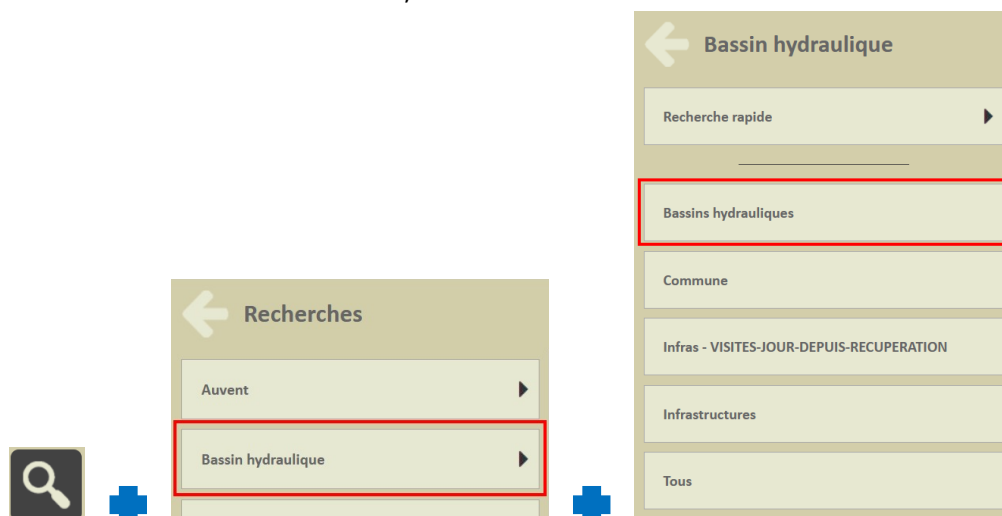 Recherches
Auvent
Bassin hydraulique
Bassin hydraulique
Recherche rapide
Bassins hydrauliques
Commune
Infras - VISITES-JOUR-DEPUIS-RECUPERATION
Infrastructures
Tous